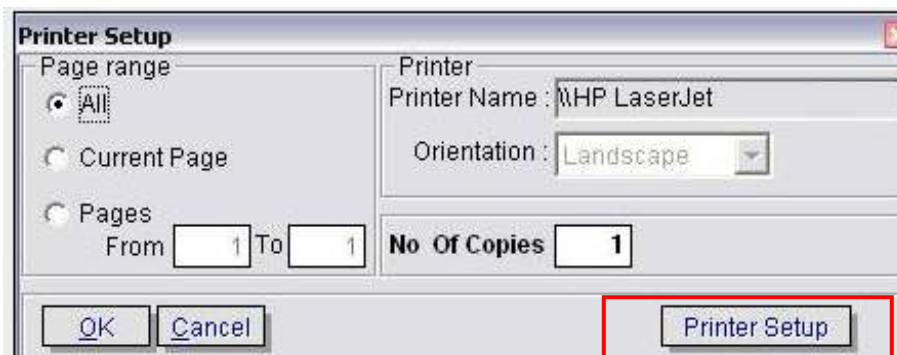 Printer Setup
Page range
All
Current Page
Pages
From 1 To 1
Printer
Printer Name : \\HP LaserJet
Orientation : Landscape
No Of Copies 1
OK Cancel Printer Setup